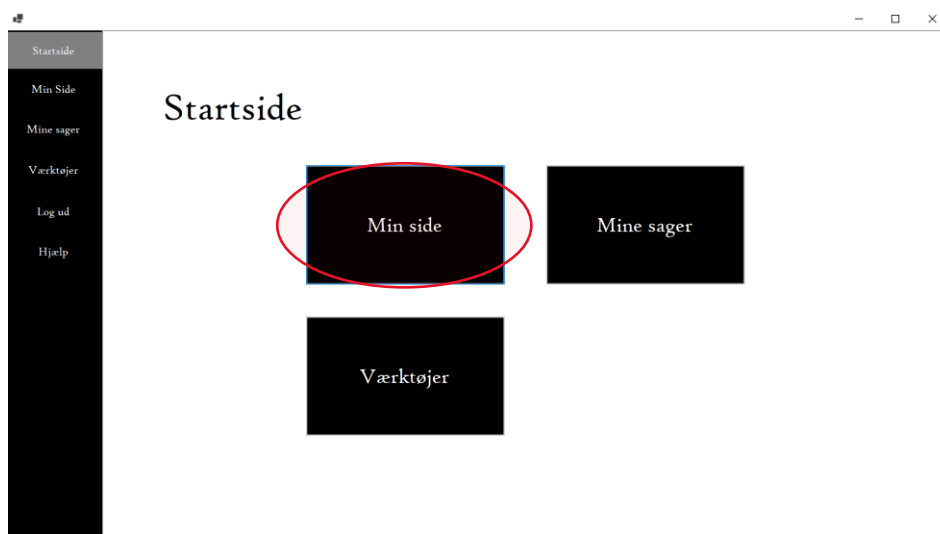 Startside
Min Side
Mine sager
Værktøjer
Log ud
Hjælp
Startside
Min side
Mine sager
Værktøjer